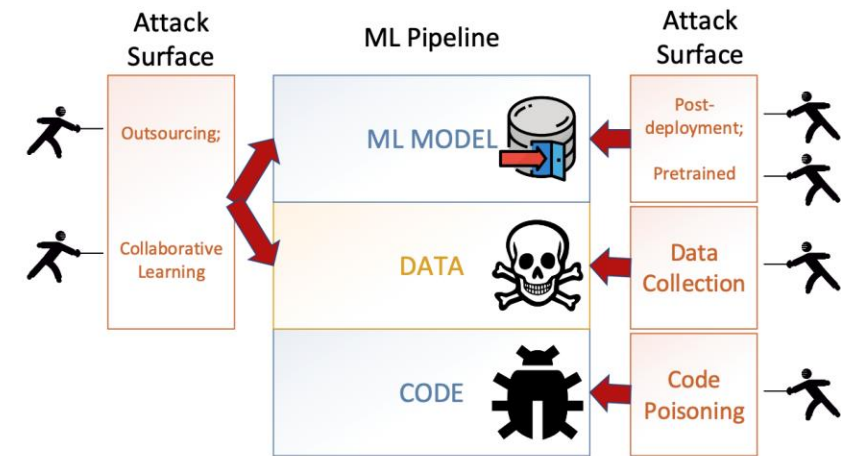 Attack
Surface
ML Pipeline
Attack
Surface
Outsourcing;
Collaborative
Learning
ML MODEL
DATA
CODE
Post-
deployment;
Pretrained
Data
Collection
Code
Poisoning